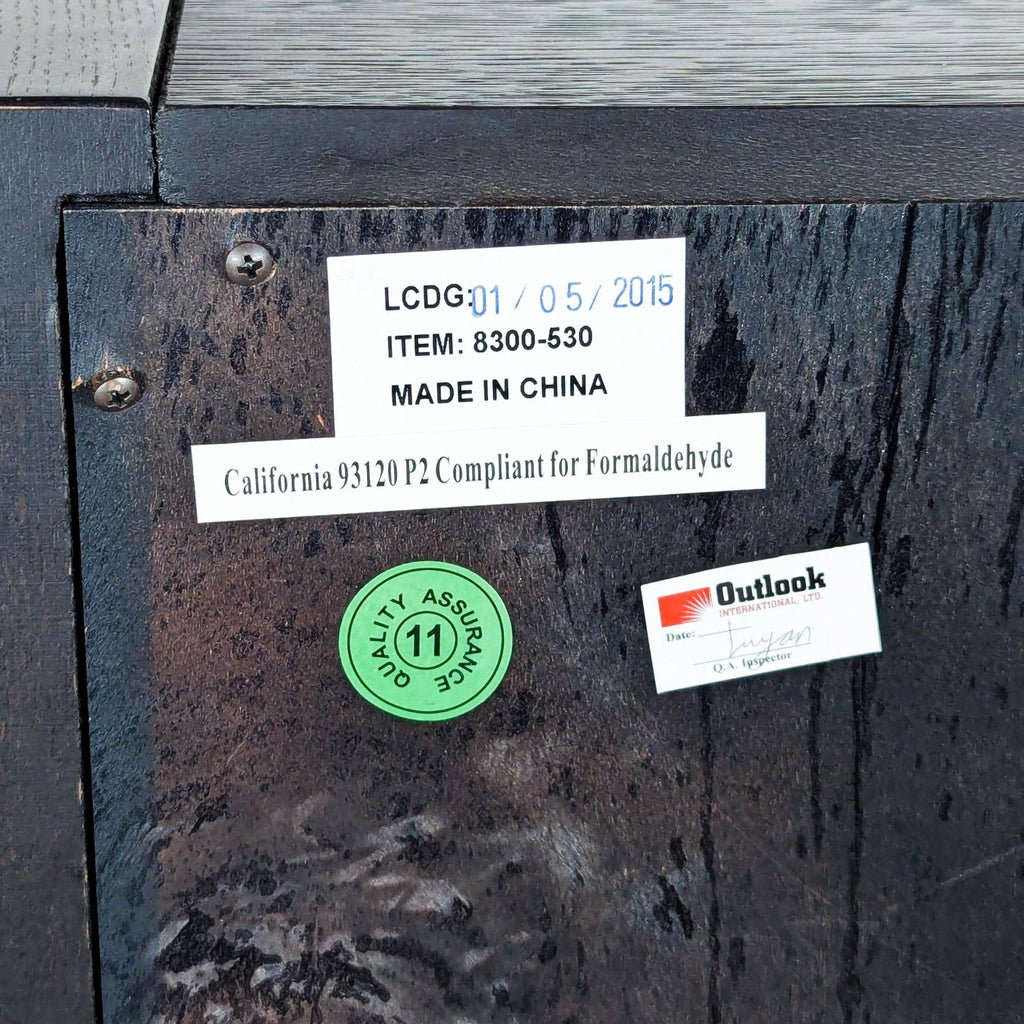 LCDG:01 / 05 / 2015
ITEM: 8300-530
MADE IN CHINA
California 93120 P2 Compliant for Formaldehyde
QUALITY ASSURANCE
11
Outlook
INTERNATIONAL, LTD.
Date:
Q.A. Inspector